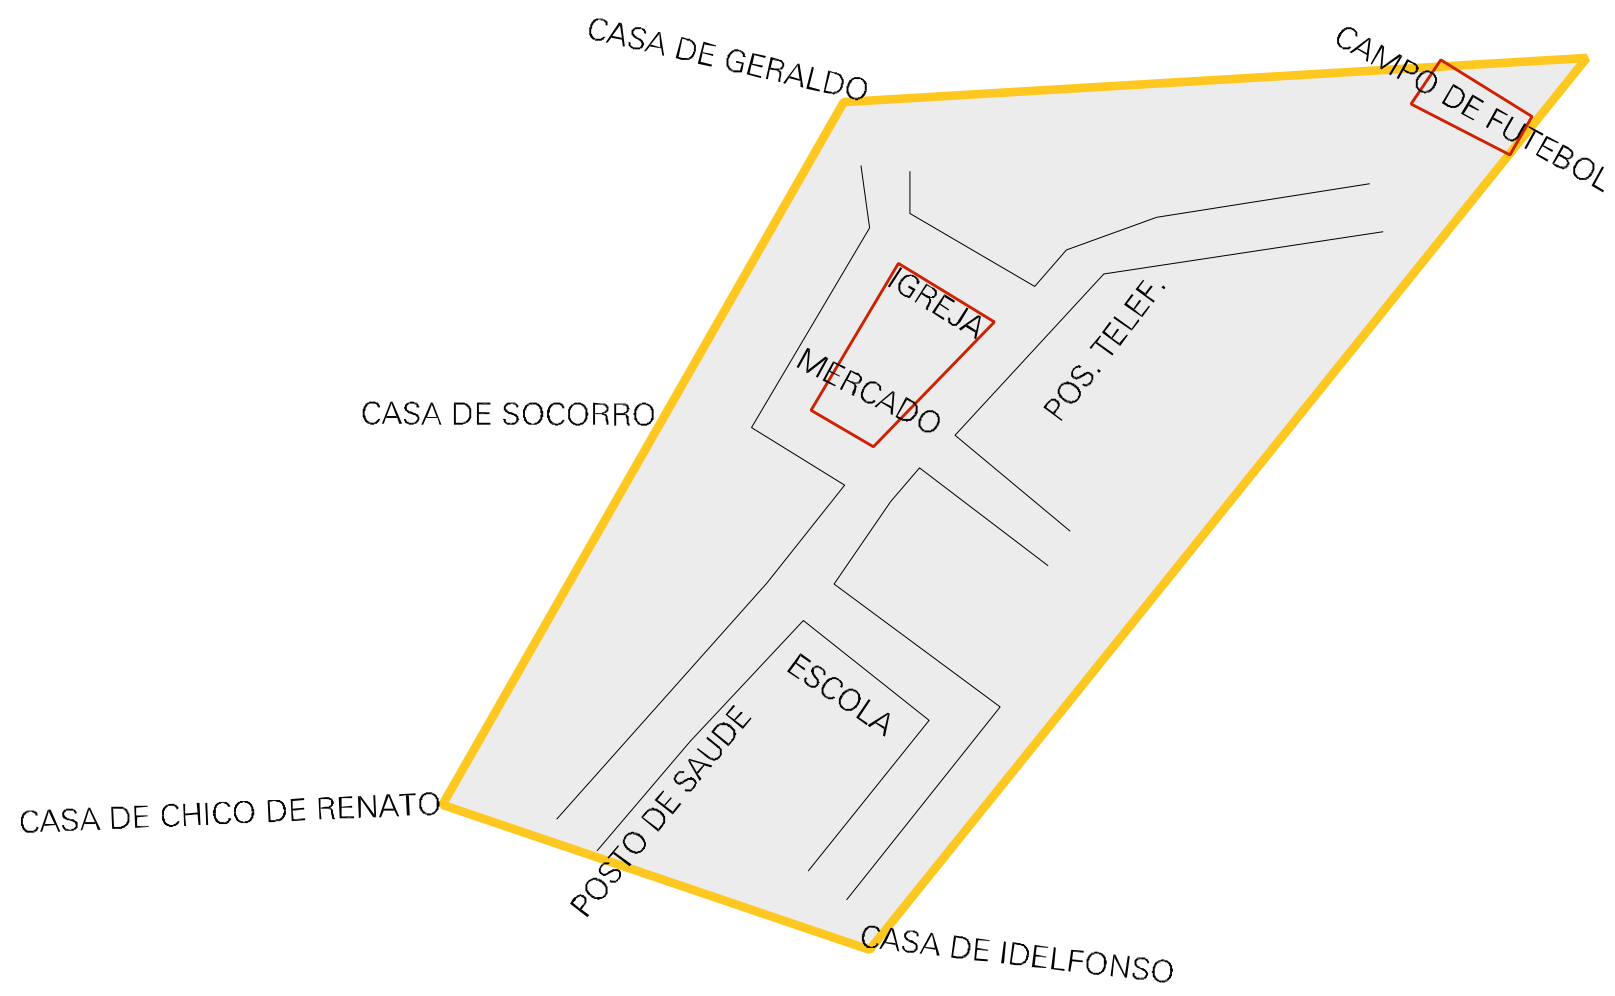 CASA DE GERALDO
CAMPO DE FUTEBOL
IGREJA
POS. TELEF.
MERCADO
CASA DE SOCORRO
ESCOLA
POSTO DE SAUDE
CASA DE CHICO DE RENATO
CASA DE IDELFONSO